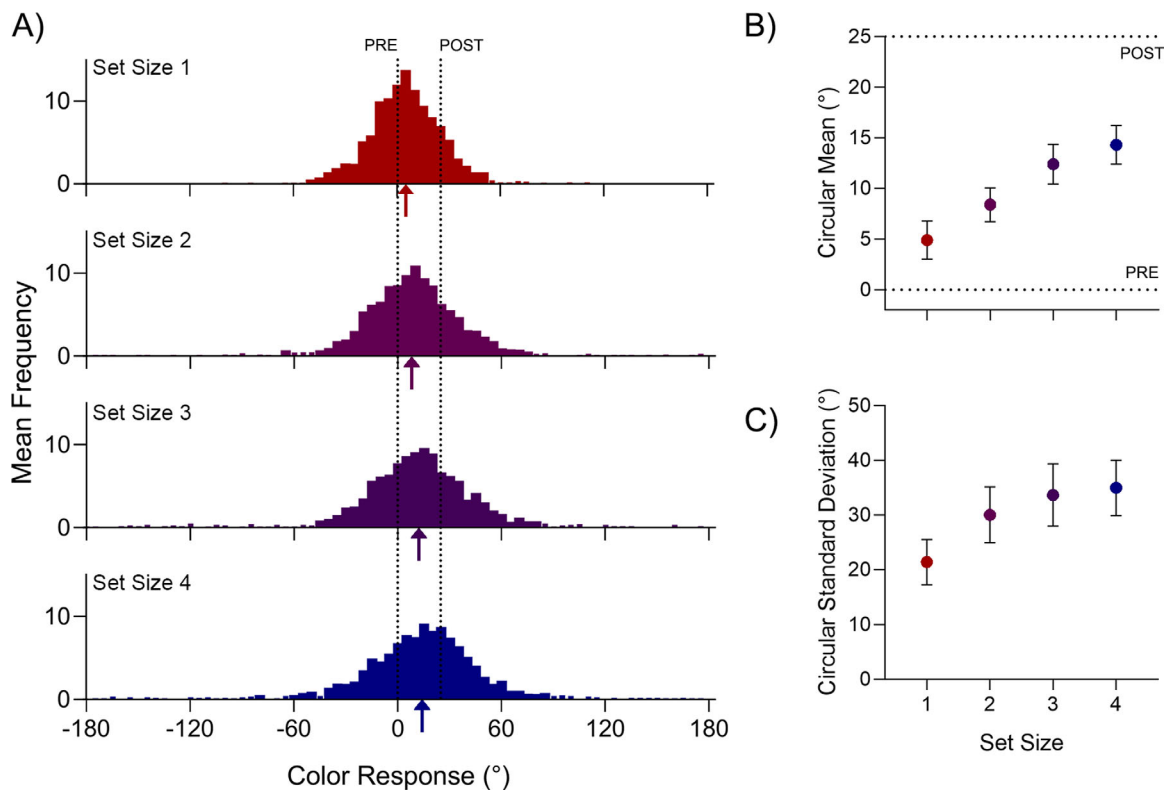 A)
PRE
POST
Set Size 1
10
0
Set Size 2
10
0
Set Size 3
10
0
Set Size 4
10
0
-180
-60
0
60
120
180
Mean Frequency
Color Response (°)
B)
25
20
15
10
5
0
POST
PRE
Circular Mean (°)
C)
50
40
30
20
10
0
Circular Standard Deviation (°)
1
2
3
4
Set Size